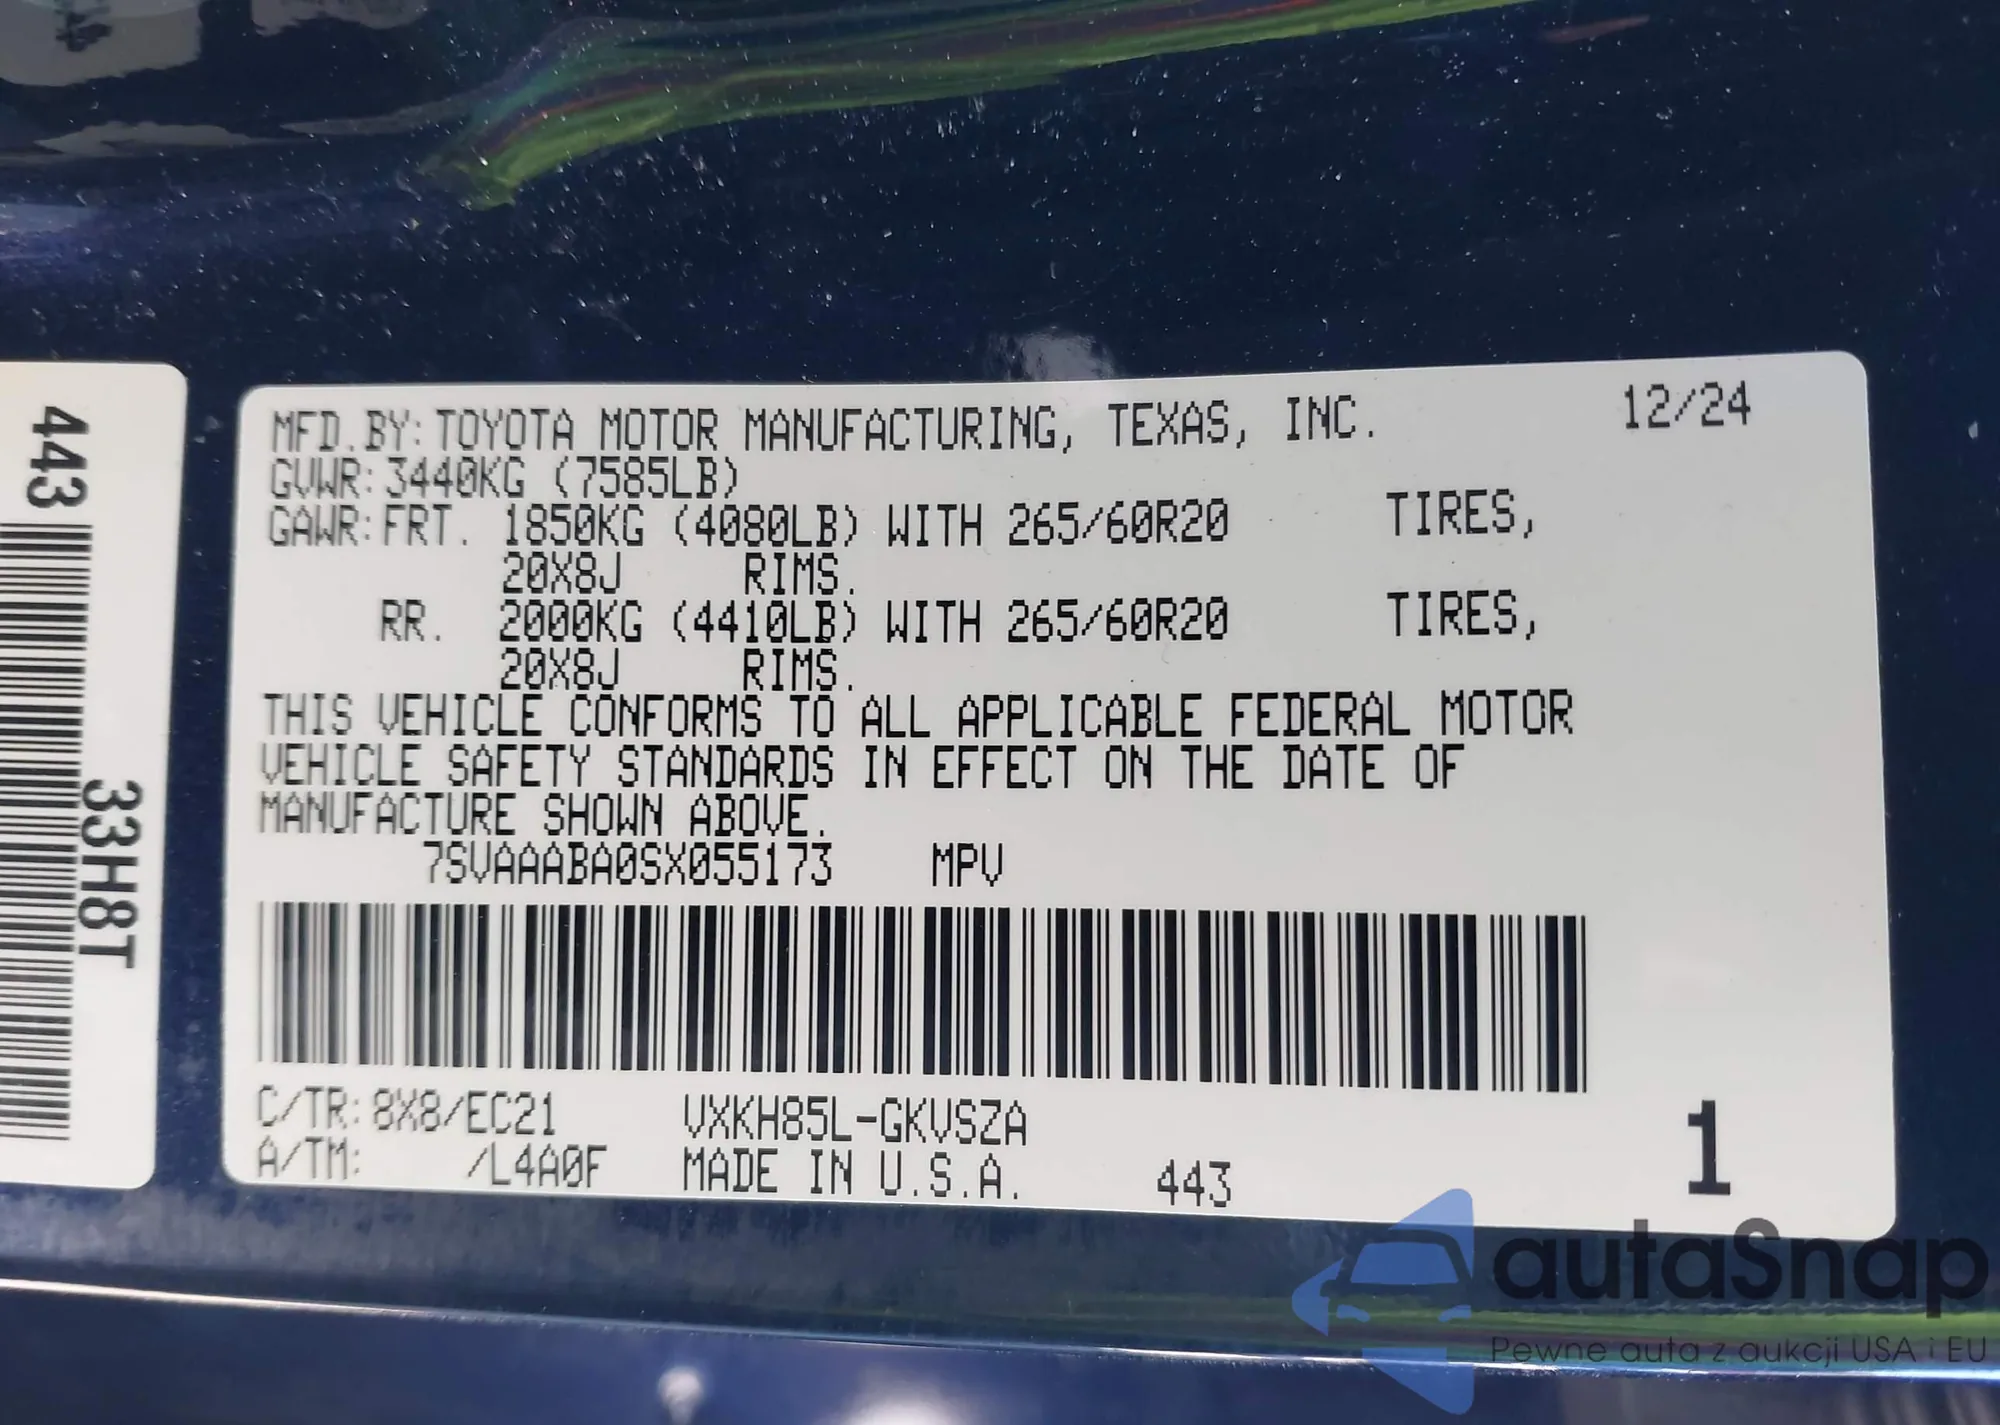 443
33H8T
MFD.BY:TOYOTA MOTOR MANUFACTURING, TEXAS, INC. 12/24
GVWR:3440KG (7585LB)
GAWR:FRT. 1850KG (4080LB) WITH 265/60R20 TIRES,
20X8J RIMS.
RR. 2000KG (4410LB) WITH 265/60R20 TIRES,
20X8J RIMS.
THIS VEHICLE CONFORMS TO ALL APPLICABLE FEDERAL MOTOR
VEHICLE SAFETY STANDARDS IN EFFECT ON THE DATE OF
MANUFACTURE SHOWN ABOVE.
7SVAAABA0SX055173 MPV
C/TR:8X8/EC21 VXKH85L-GKVSZA
A/TM: /L4A0F MADE IN U.S.A. 443 1
autaSnap
Pewne auta z aukcji USA i EU